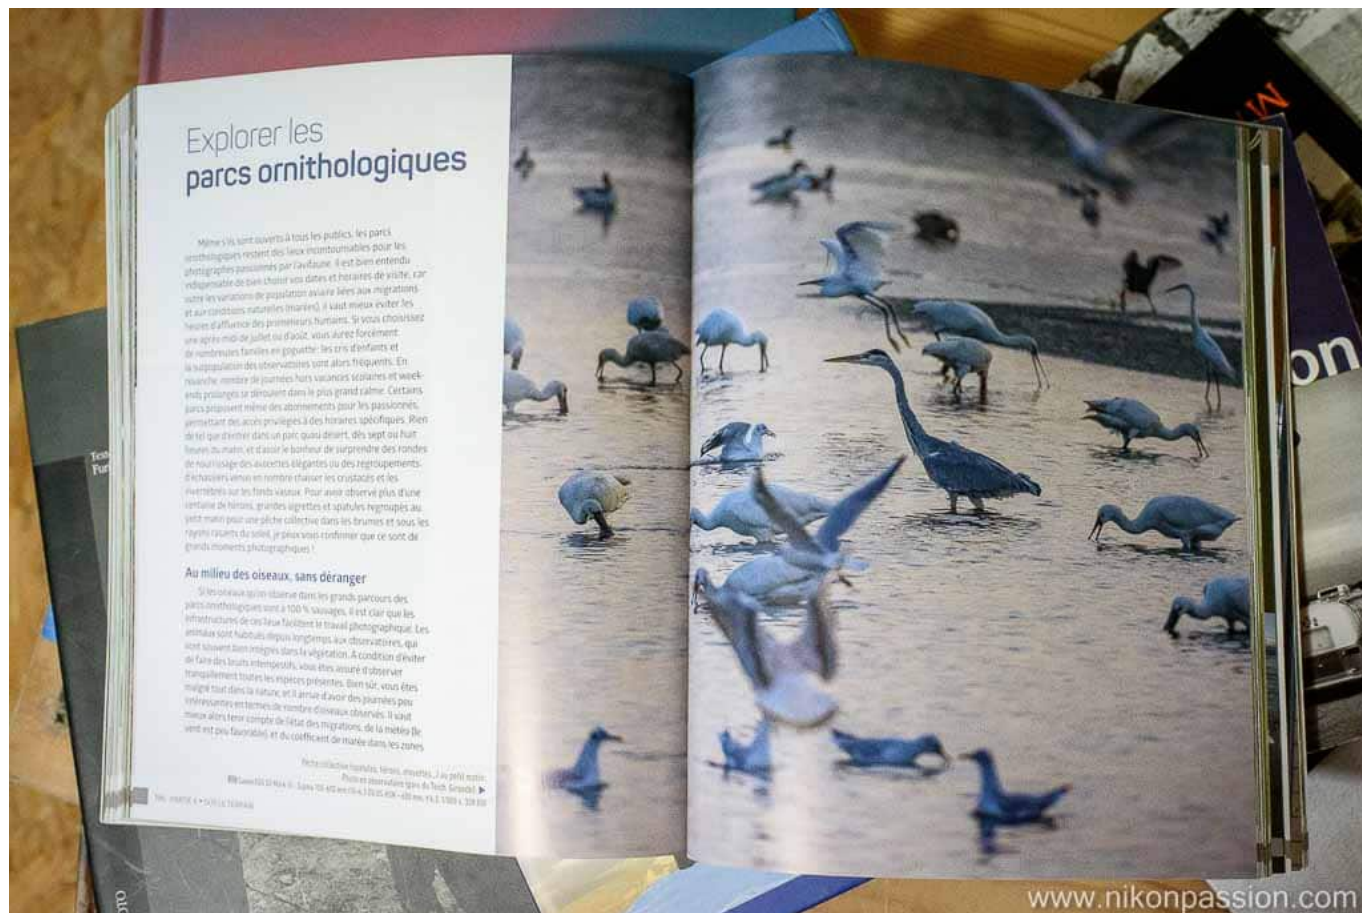 Explorer les
parcs ornithologiques
Même s'ils sont ouverts à tous les publics, les parcs
ornithologiques restent des lieux incontournables pour les
photographes passionnés par l'avifaune. Il est bien entendu
indispensable de bien choisir vos dates et horaires de visite, car
outre les variations de population aviaire liées aux migrations
et aux conditions naturelles (marées), il vaut mieux éviter les
heures d'affluence des promeneurs humains. Si vous choisissez
une après-midi de juillet ou d'août, vous aurez forcément
de nombreuses familles en goguette : les cris d'enfants et
la surpopulation des observatoires sont alors fréquents. En
revanche, nombre de journées hors vacances scolaires et week-
ends prolongés se déroulent dans le plus grand calme. Certains
parcs proposent même des abonnements pour les passionnés,
permettant des accès privilégiés à des horaires spécifiques. Rien
de tel que d'entrer dans un parc quasi désert, dès sept ou huit
heures du matin, et d'avoir le bonheur de surprendre des rondes
de nourrissage des avocettes élégantes ou des regroupements
d'échassiers venus en nombre chasser les crustacés et les
invertébrés sur les fonds vaseux. Pour avoir observé plus d'une
centaine de hérons, grandes aigrettes et spatules regroupés au
petit matin pour une pêche collective dans les brumes et sous les
rayons rasants du soleil, je peux vous confirmer que ce sont de
grands moments photographiques !
Au milieu des oiseaux, sans déranger
Si les oiseaux qu'on observe dans les grands parcours des
parcs ornithologiques sont à 100 % sauvages, il est clair que les
infrastructures de ces lieux facilitent le travail photographique. Les
animaux sont habitués depuis longtemps aux observatoires, qui
sont souvent bien intégrés dans la végétation. À condition d'éviter
de faire des bruits intempestifs, vous êtes assuré d'observer
tranquillement toutes les espèces présentes. Bien sûr, vous êtes
malgré tout dans la nature, et il arrive d'avoir des journées peu
intéressantes en termes de nombre d'oiseaux observés. Il vaut
mieux alors tenir compte de l'état des migrations, de la météo (le
vent est peu favorable) et du coefficient de marée dans les zones
Pêche collective (spatules, hérons, mouettes...) au petit matin.
Photo en observatoire (parc du Teich, Gironde). ▶
PARTIE 4 • SUR LE TERRAIN
on
www.nikonpassion.com